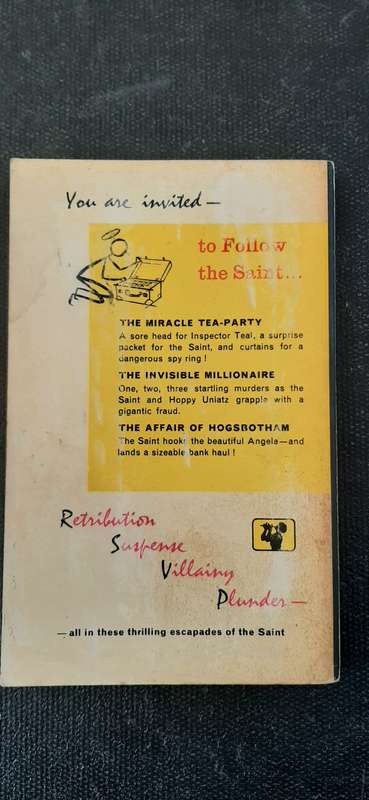 You are invited—
to Follow
the Saint...
THE MIRACLE TEA-PARTY
A sore head for Inspector Teal, a surprise
packet for the Saint, and curtains for a
dangerous spy ring !
THE INVISIBLE MILLIONAIRE
One, two, three startling murders as the
Saint and Hoppy Uniatz grapple with a
gigantic fraud.
THE AFFAIR OF HOGSBOTHAM
The Saint hooks the beautiful Angela—and
lands a sizeable bank haul !
Retribution
Suspense
Villainy
Plunder—
—all in these thrilling escapades of the Saint